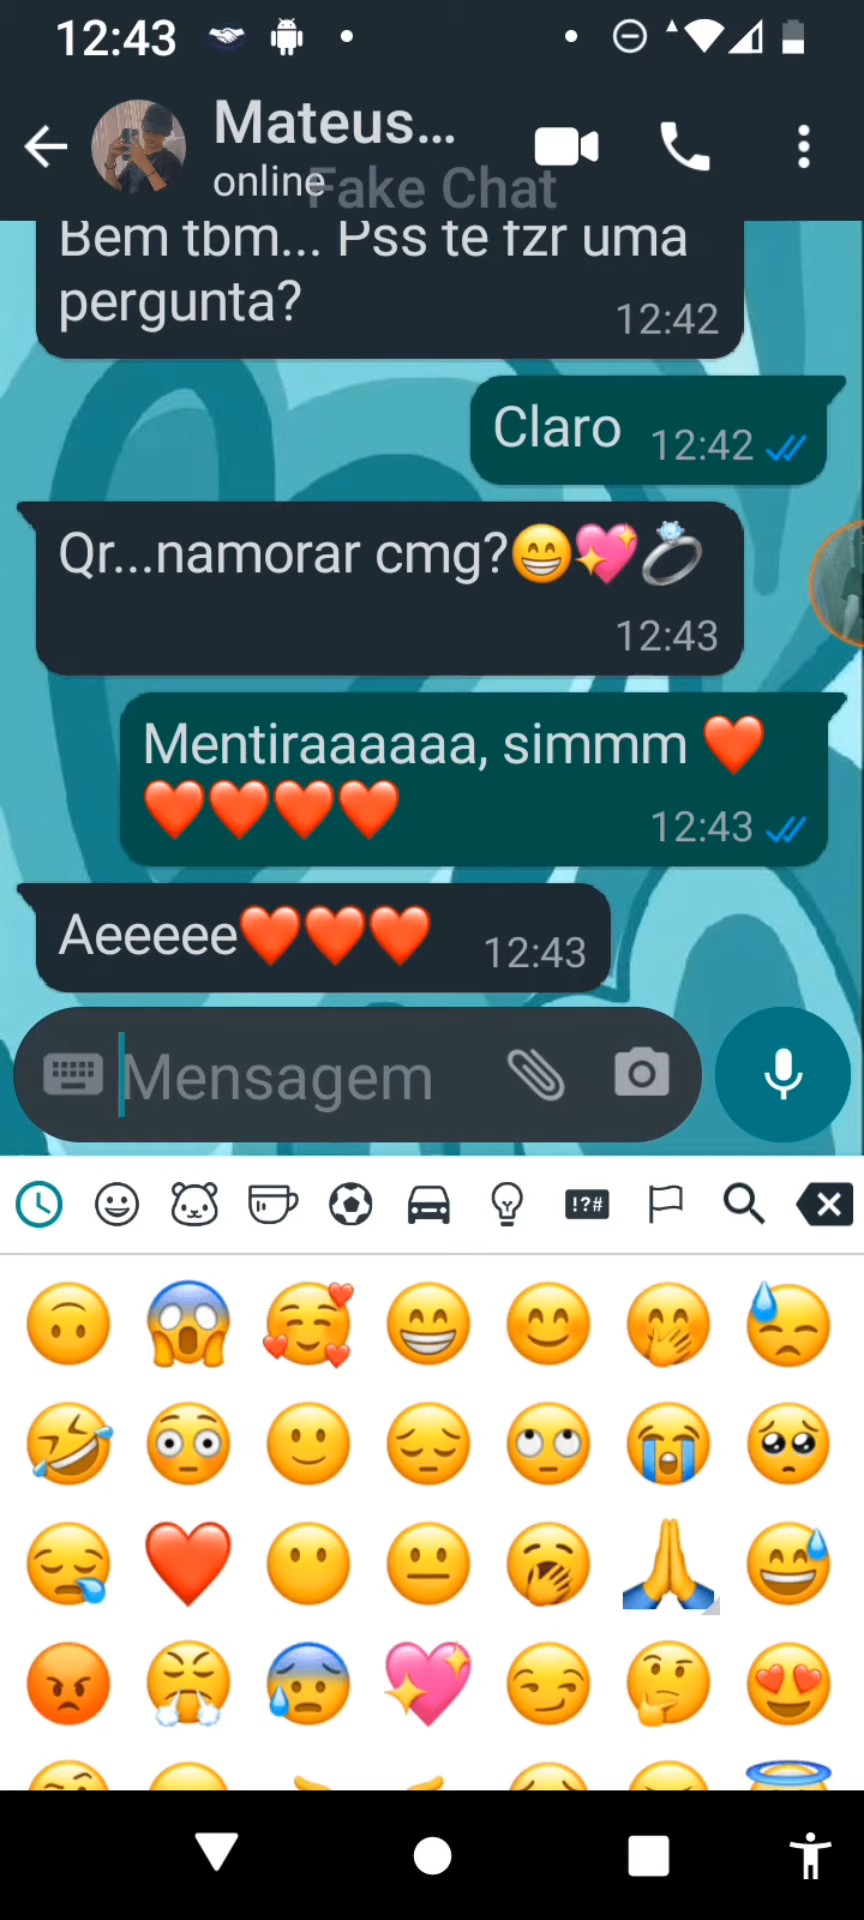 12:43
Mateus...
online
Fake Chat
Bem tbm... Pss te fzr uma
pergunta?
12:42
Claro
12:42
Qr...namorar cmg?😁💖💍
12:43
Mentiraaaaaa, simmm ❤️
❤️❤️❤️❤️
12:43
Aeeeee❤️❤️❤️
12:43
Mensagem
!?#